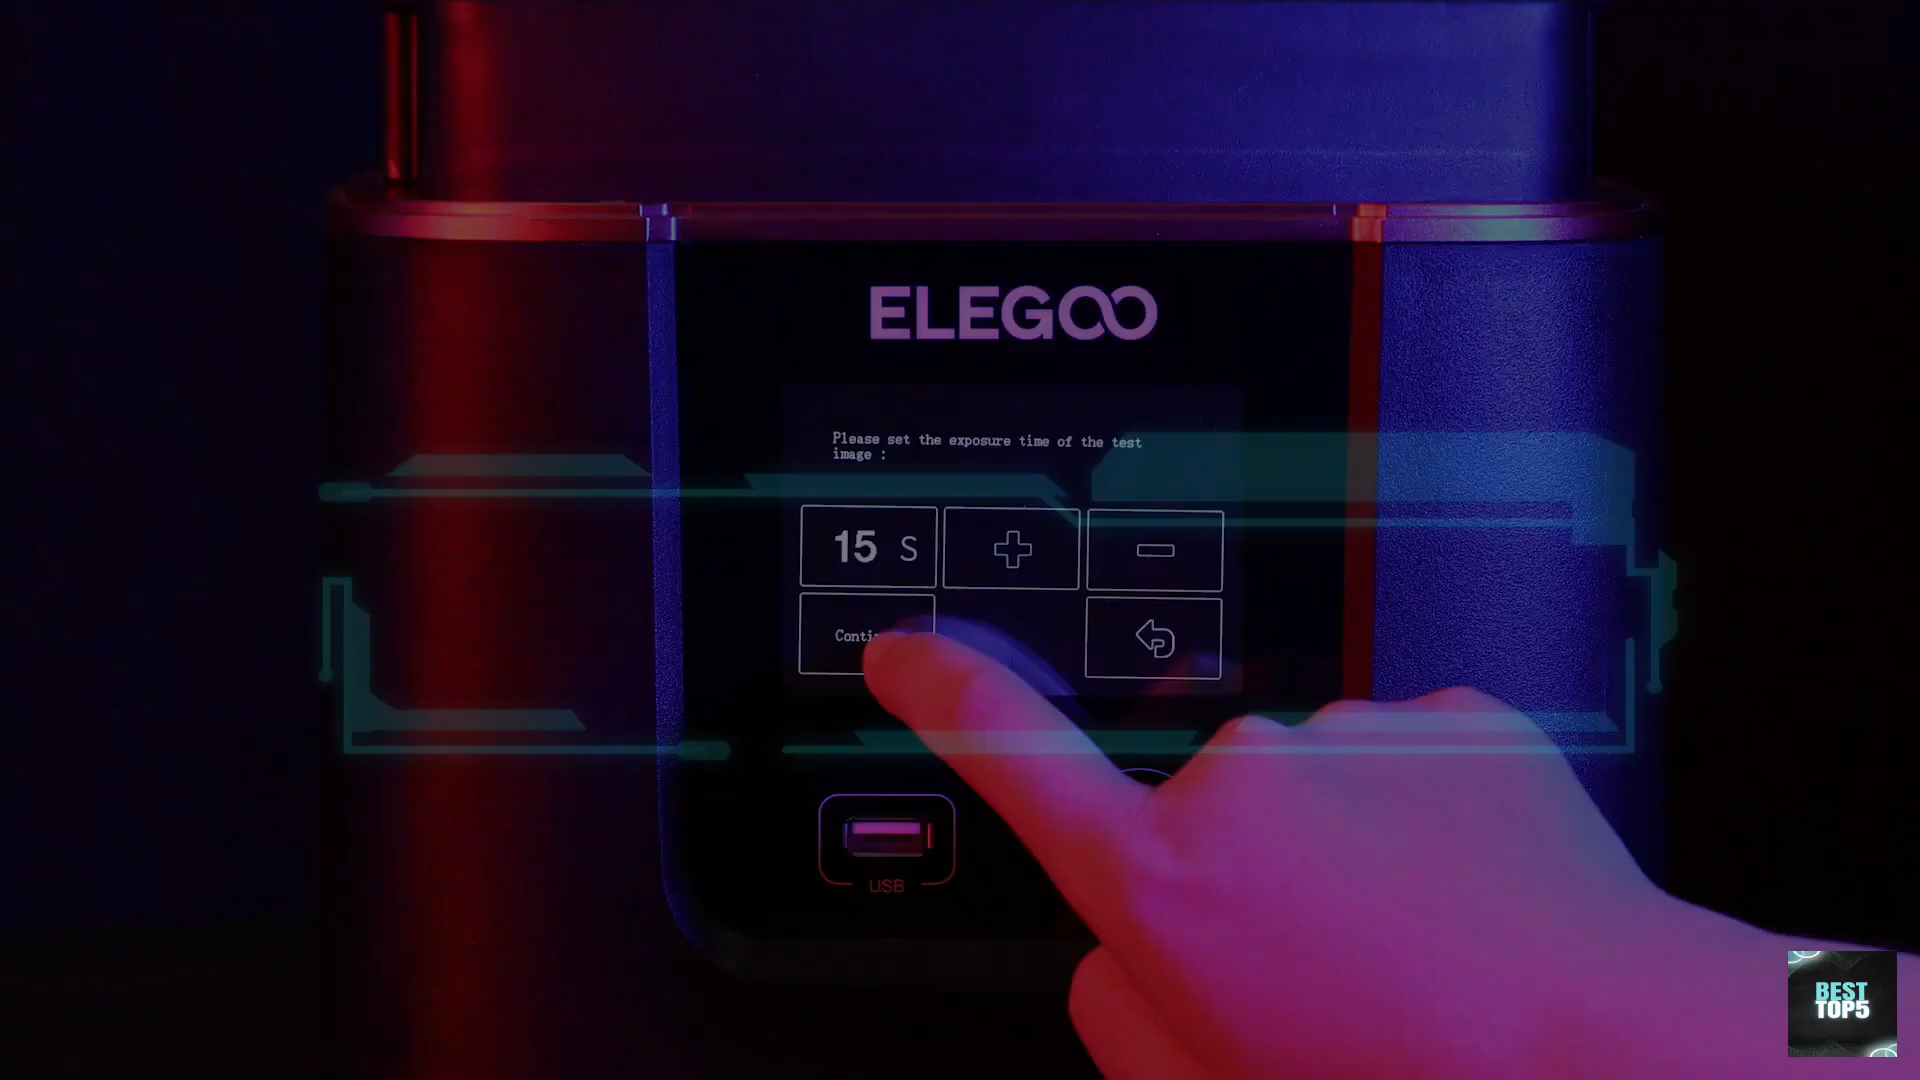 ELEGOO
Please set the exposure time of the test
image :
15 S
USB
BEST
TOP5